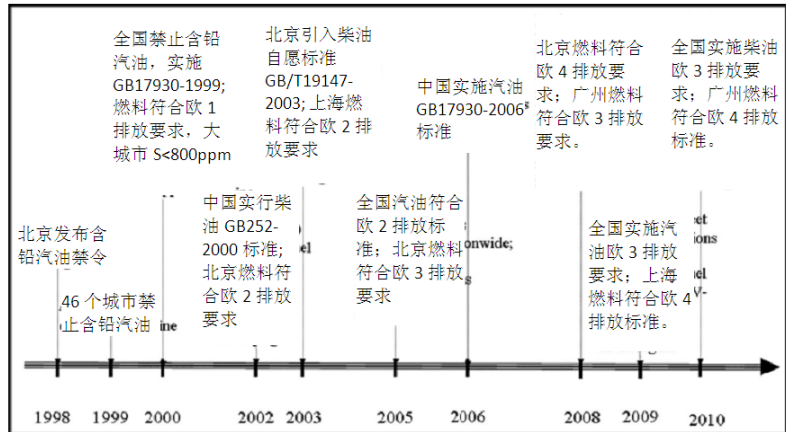 全国禁止含铅
汽油，实施
GB17930-1999;
燃料符合欧 1
排放要求，大
城市 S<800ppm
北京引入柴油
自愿标准
GB/T19147-
2003; 上海燃
料符合欧 2 排
放要求
中国实施汽油
GB17930-2006
标准
北京燃料符合
欧 4 排放要
求；广州燃料
符合欧 3 排放
要求。
全国实施柴油
欧 3 排放要
求；广州燃料
符合欧 4 排放
标准。
北京发布含
铅汽油禁令
46 个城市禁
止含铅汽油 ine
中国实行柴
油 GB252-
2000 标准;
北京燃料符
合欧 2 排放
要求
el
全国汽油符合
欧 2 排放标
准；北京燃料
符合欧 3 排放
要求
onwide;
全国实施汽
油欧 3 排放
要求；上海
燃料符合欧 4
排放标准。
et
ions
el
V-
1998 1999 2000 2002 2003 2005 2006 2008 2009 2010